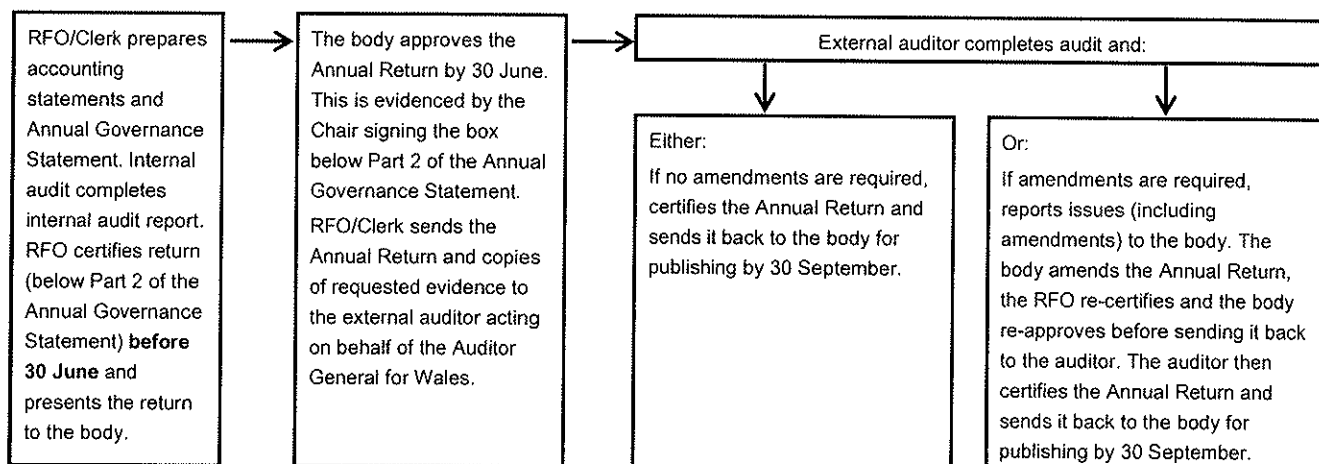 RFO/Clerk prepares
accounting
statements and
Annual Governance
Statement. Internal
audit completes
internal audit report.
RFO certifies return
(below Part 2 of the
Annual Governance
Statement) before
30 June and
presents the return
to the body.
The body approves the
Annual Return by 30 June.
This is evidenced by the
Chair signing the box
below Part 2 of the Annual
Governance Statement.
RFO/Clerk sends the
Annual Return and copies
of requested evidence to
the external auditor acting
on behalf of the Auditor
General for Wales.
External auditor completes audit and:
Either:
If no amendments are required,
certifies the Annual Return and
sends it back to the body for
publishing by 30 September.
Or:
If amendments are required,
reports issues (including
amendments) to the body. The
body amends the Annual Return,
the RFO re-certifies and the body
re-approves before sending it back
to the auditor. The auditor then
certifies the Annual Return and
sends it back to the body for
publishing by 30 September.